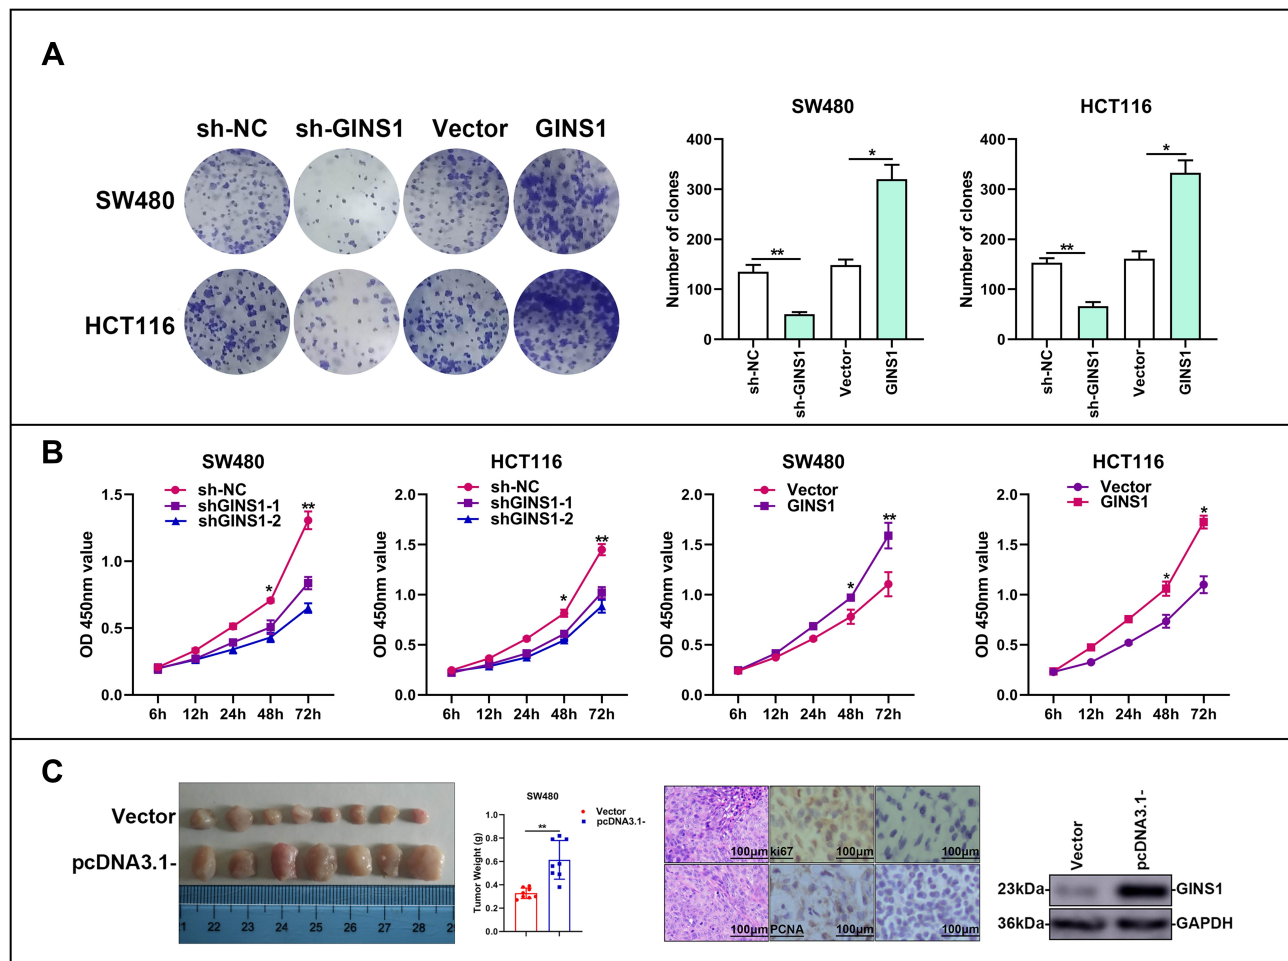 A
sh-NC sh-GINS1 Vector GINS1
SW480
HCT116
SW480
Number of clones
400
300
200
100
0
**
*
sh-NC
sh-GINS1
Vector
GINS1
HCT116
Number of clones
400
300
200
100
0
**
*
sh-NC
sh-GINS1
Vector
GINS1
B
SW480
sh-NC
shGINS1-1
shGINS1-2
OD 450nm value
1.5
1.0
0.5
0.0
*
**
6h 12h 24h 48h 72h
HCT116
sh-NC
shGINS1-1
shGINS1-2
OD 450nm value
2.0
1.5
1.0
0.5
0.0
*
**
6h 12h 24h 48h 72h
SW480
Vector
GINS1
OD 450nm value
2.0
1.5
1.0
0.5
0.0
*
**
6h 12h 24h 48h 72h
HCT116
Vector
GINS1
OD 450nm value
2.0
1.5
1.0
0.5
0.0
*
*
6h 12h 24h 48h 72h
C
Vector
pcDNA3.1-
22 23 24 25 26 27 28
SW480
Vector
pcDNA3.1-
Tumor Weight (g)
1.0
0.8
0.6
0.4
0.2
0.0
**
100μm
ki67 100μm
100μm
100μm
PCNA 100μm
100μm
Vector
pcDNA3.1-
23kDa- -GINS1
36kDa- -GAPDH